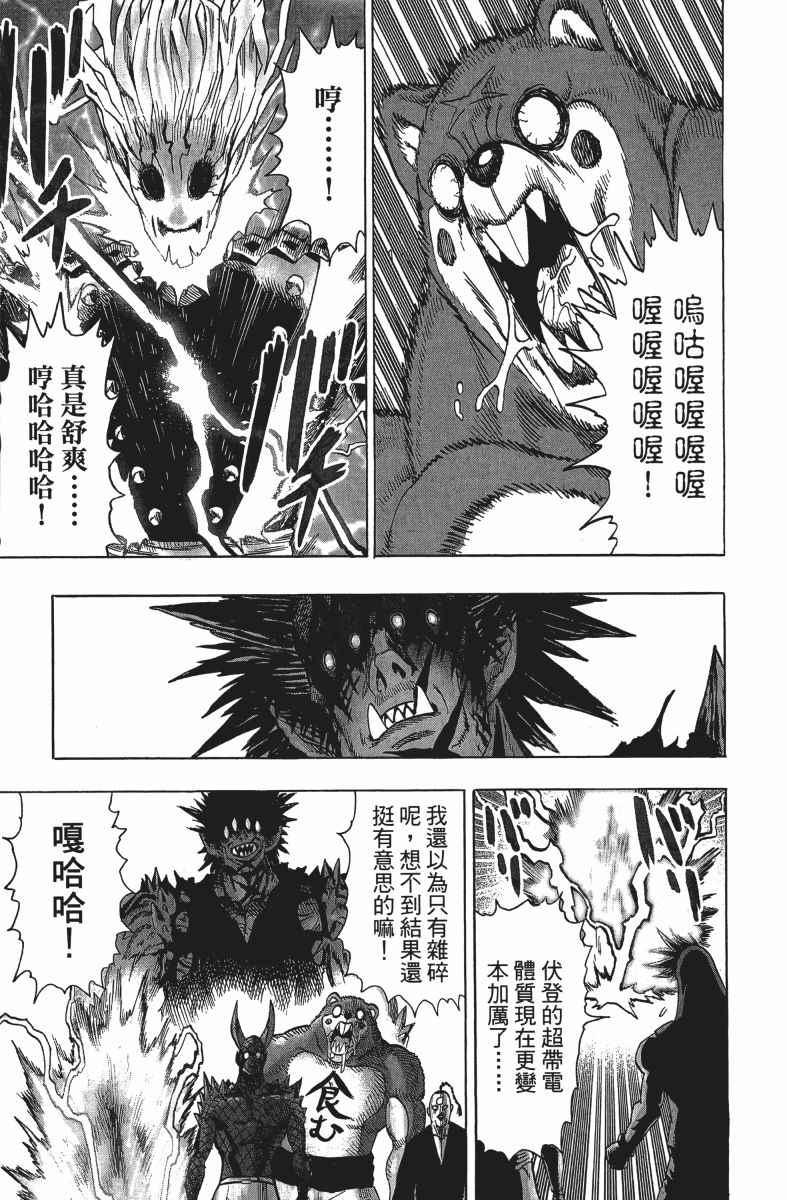 嗚咕喔喔喔喔
喔喔喔喔喔！
哼……！
真是舒爽……
哼哈哈哈哈！
伏登的超帶電
體質現在更變
本加厲了……
我還以為只有雜碎
呢，想不到結果還
挺有意思的嘛！
嘎哈哈！
食む